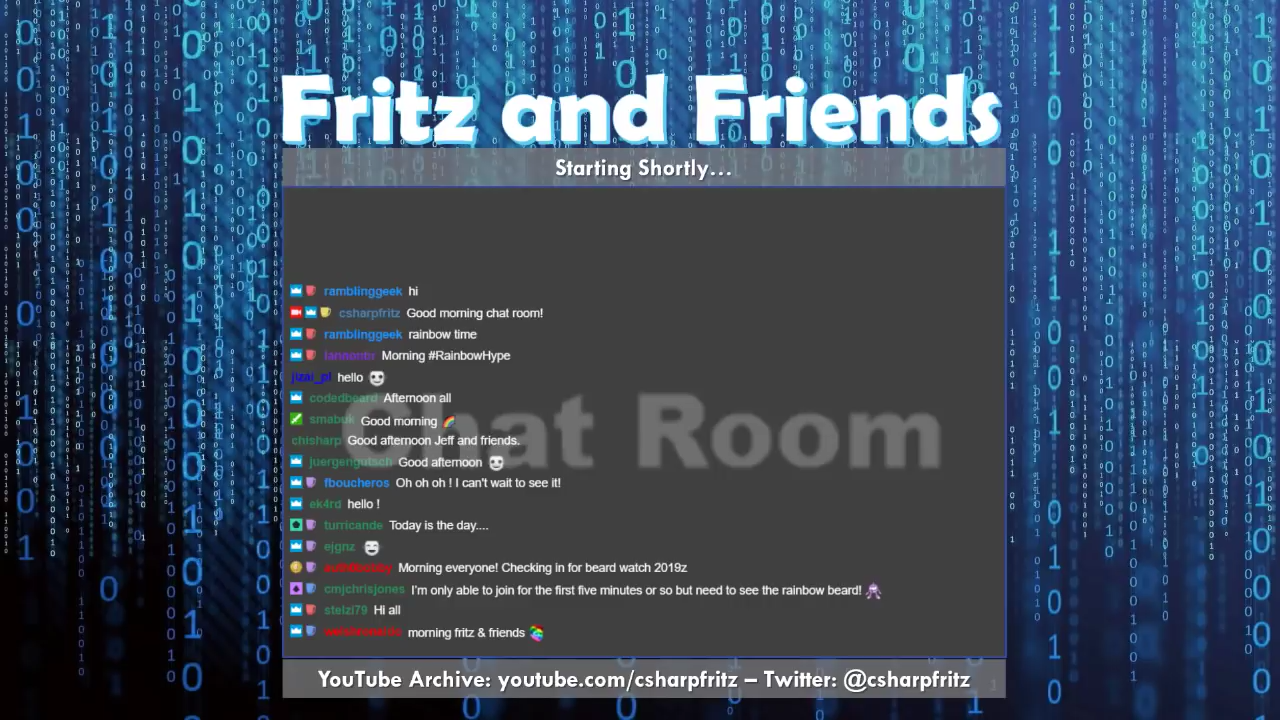 Fritz and Friends
Starting Shortly...
Chat Room
ramblinggeek hi
csharpfritz Good morning chat room!
ramblinggeek rainbow time
Morning #RainbowHype
jizai_pl hello
codedbeard Afternoon all
smabuk Good morning
chisharp Good afternoon Jeff and friends.
juergengutsch Good afternoon
fboucheros Oh oh oh ! I can't wait to see it!
ek4rd hello !
turricande Today is the day....
ejgnz
Morning everyone! Checking in for beard watch 2019z
cmjchrisjones I'm only able to join for the first five minutes or so but need to see the rainbow beard!
stelzi79 Hi all
morning fritz & friends
YouTube Archive: youtube.com/csharpfritz – Twitter: @csharpfritz